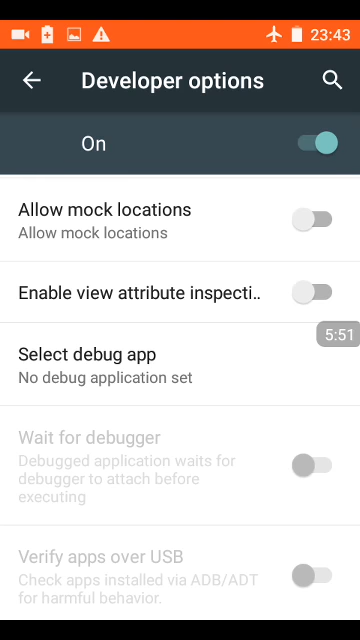 23:43
Developer options
On
Allow mock locations
Allow mock locations
Enable view attribute inspecti..
5:51
Select debug app
No debug application set
Wait for debugger
Debugged application waits for
debugger to attach before
executing
Verify apps over USB
Check apps installed via ADB/ADT
for harmful behavior.